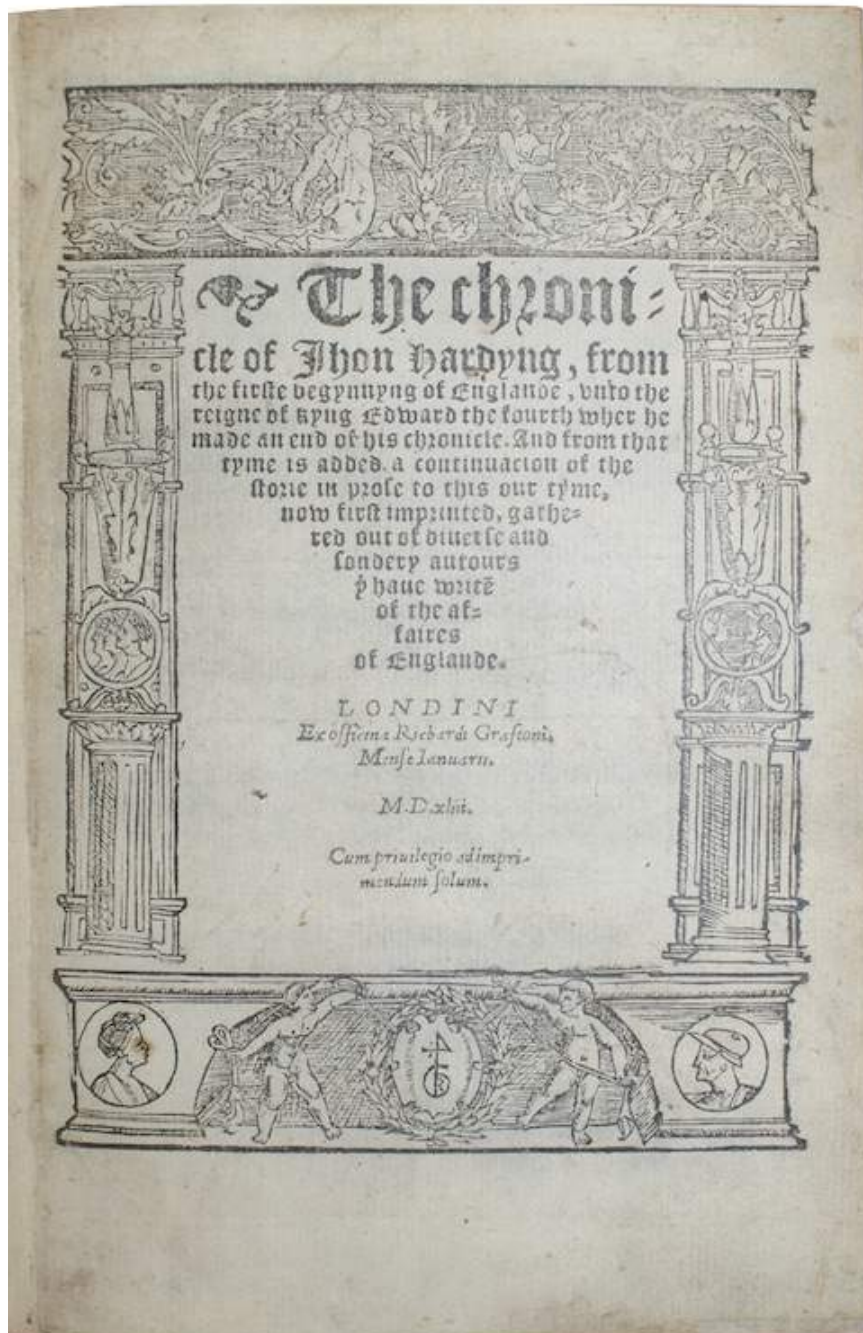 The chroni-
cle of Jhon Hardyng, from
the firste begynnyng of Englande, vnto the
reigne of kyng Edward the fourth wher he
made an end of his chronicle. And from that
tyme is added a continuacion of the
storie in prose to this our tyme,
now first imprinted, gathe-
red out of diuerse and
sondery autours
yͭ haue writẽ
of the af-
faires
of Englande.
LONDINI
Ex officina Richardi Graftoni.
Mense Ianuarii.
M.D.xliii.
Cum priuilegio ad impri-
mendum solum.